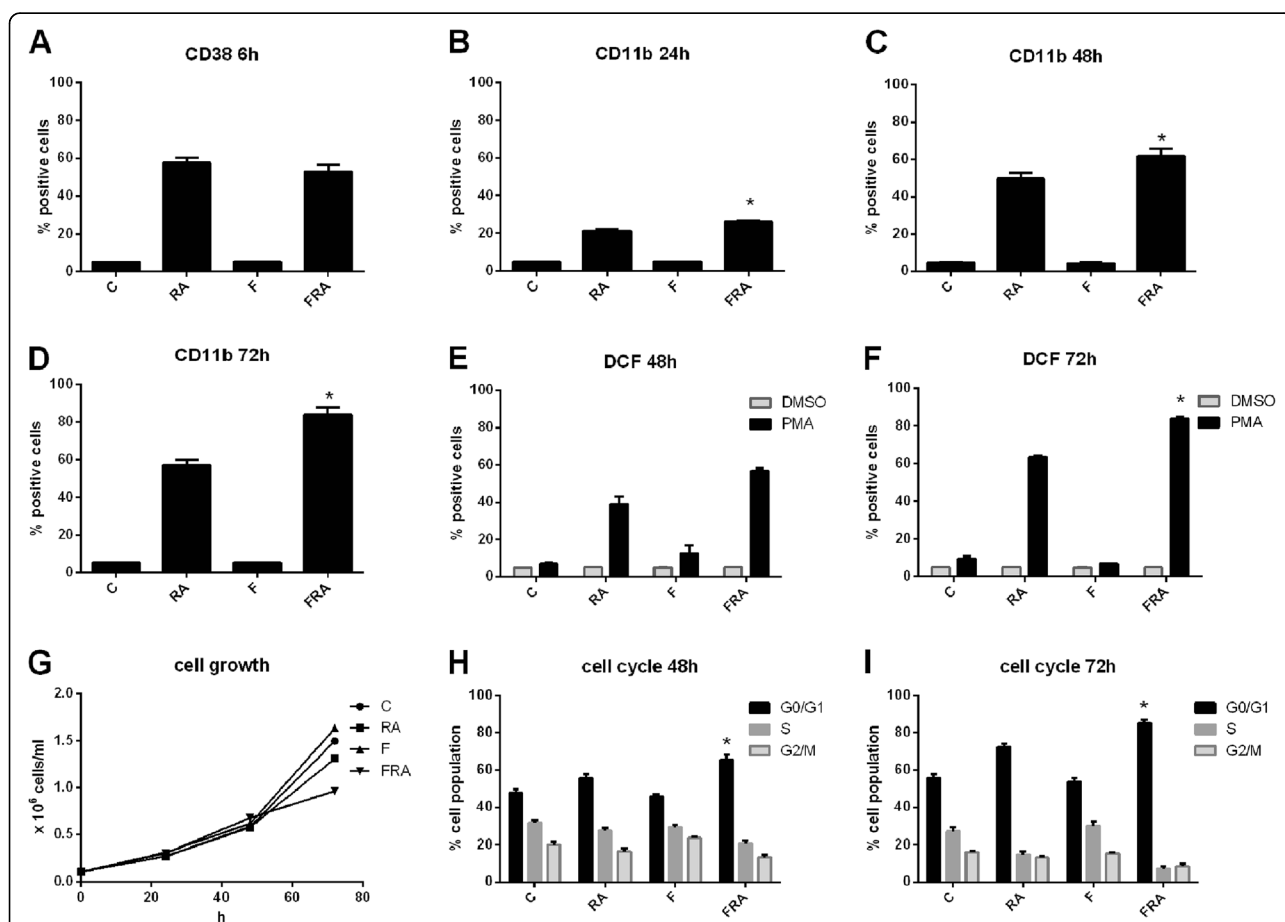 A
CD38 6h
% positive cells
100
80
60
40
20
0
C
RA
F
FRA
B
CD11b 24h
% positive cells
100
80
60
40
20
0
C
RA
F
FRA
*
C
CD11b 48h
% positive cells
100
80
60
40
20
0
C
RA
F
FRA
*
D
CD11b 72h
% positive cells
100
80
60
40
20
0
C
RA
F
FRA
*
E
DCF 48h
% positive cells
100
80
60
40
20
0
C
RA
F
FRA
DMSO
PMA
F
DCF 72h
% positive cells
100
80
60
40
20
0
C
RA
F
FRA
*
DMSO
PMA
G
cell growth
x 10⁶ cells/ml
2.0
1.5
1.0
0.5
0.0
0
20
40
60
80
h
C
RA
F
FRA
H
cell cycle 48h
% cell population
100
80
60
40
20
0
C
RA
F
FRA
*
G0/G1
S
G2/M
I
cell cycle 72h
% cell population
100
80
60
40
20
0
C
RA
F
FRA
*
G0/G1
S
G2/M